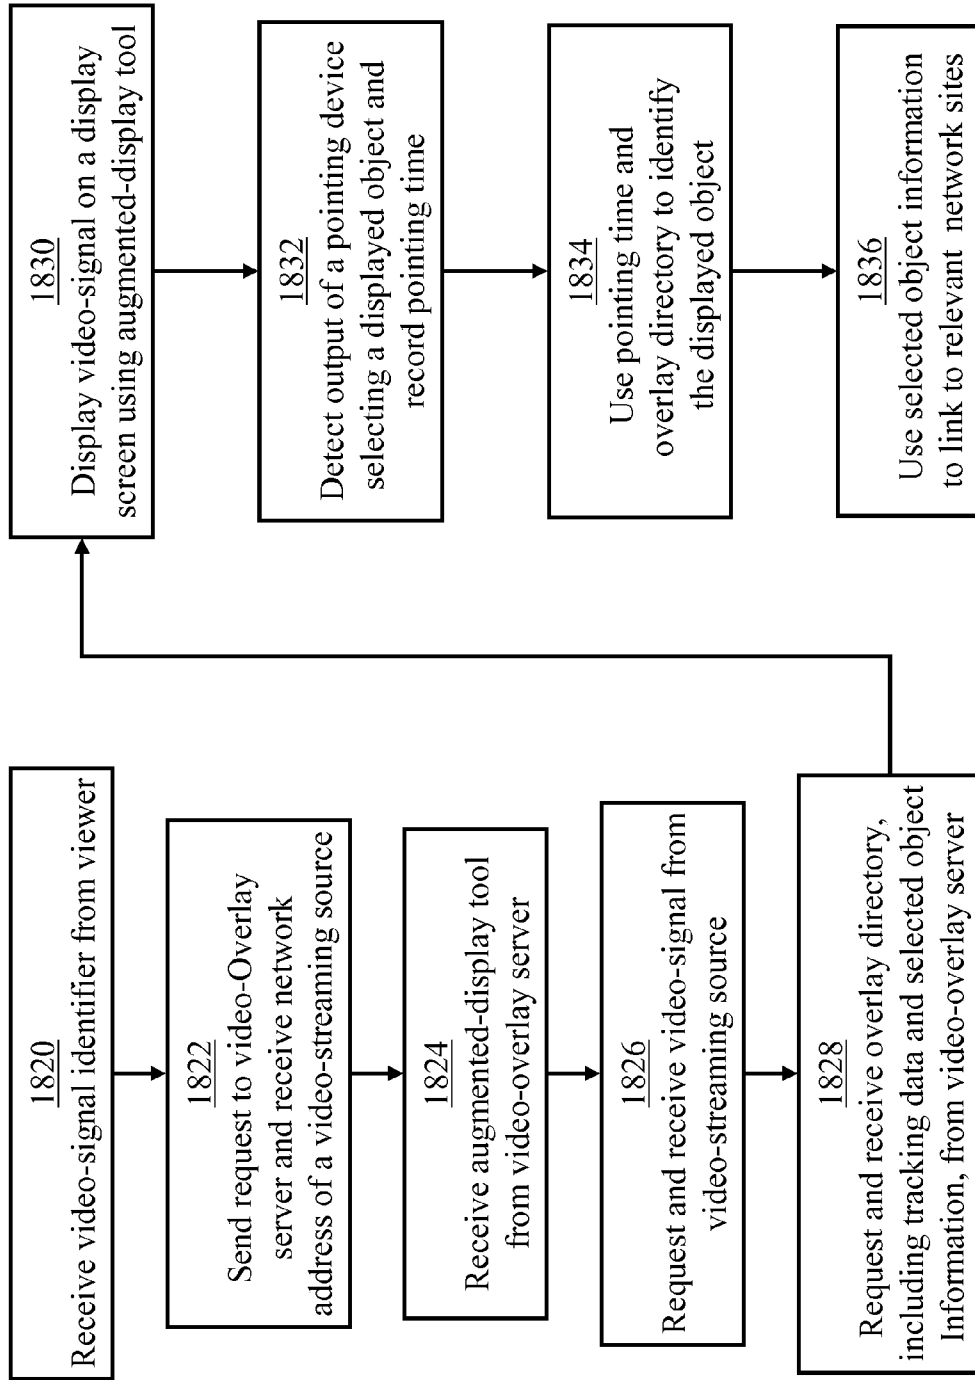 1820
Receive video-signal identifier from viewer
1822
Send request to video-Overlay
server and receive network
address of a video-streaming source
1824
Receive augmented-display tool
from video-overlay server
1826
Request and receive video-signal from
video-streaming source
1828
Request and receive overlay directory,
including tracking data and selected object
Information, from video-overlay server
1830
Display video-signal on a display
screen using augmented-display tool
1832
Detect output of a pointing device
selecting a displayed object and
record pointing time
1834
Use pointing time and
overlay directory to identify
the displayed object
1836
Use selected object information
to link to relevant network sites